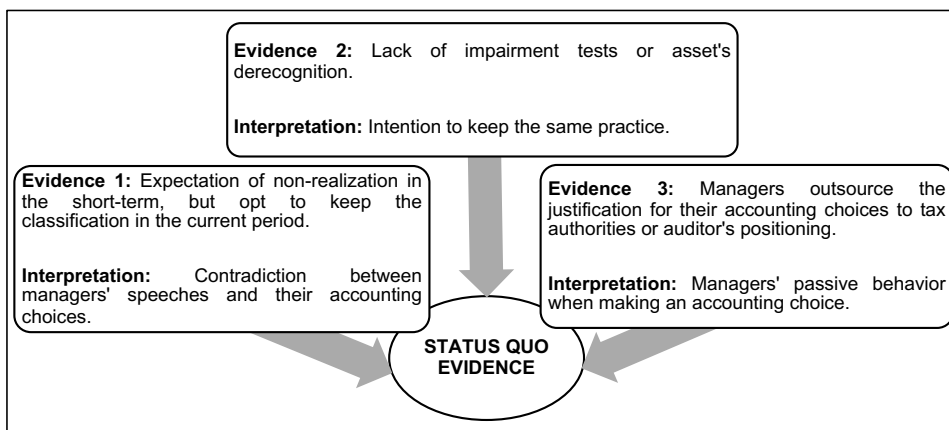 Evidence 2: Lack of impairment tests or asset's
derecognition.
Interpretation: Intention to keep the same practice.
Evidence 1: Expectation of non-realization in
the short-term, but opt to keep the
classification in the current period.
Interpretation: Contradiction between
managers' speeches and their accounting
choices.
Evidence 3: Managers outsource the
justification for their accounting choices to tax
authorities or auditor's positioning.
Interpretation: Managers' passive behavior
when making an accounting choice.
STATUS QUO
EVIDENCE